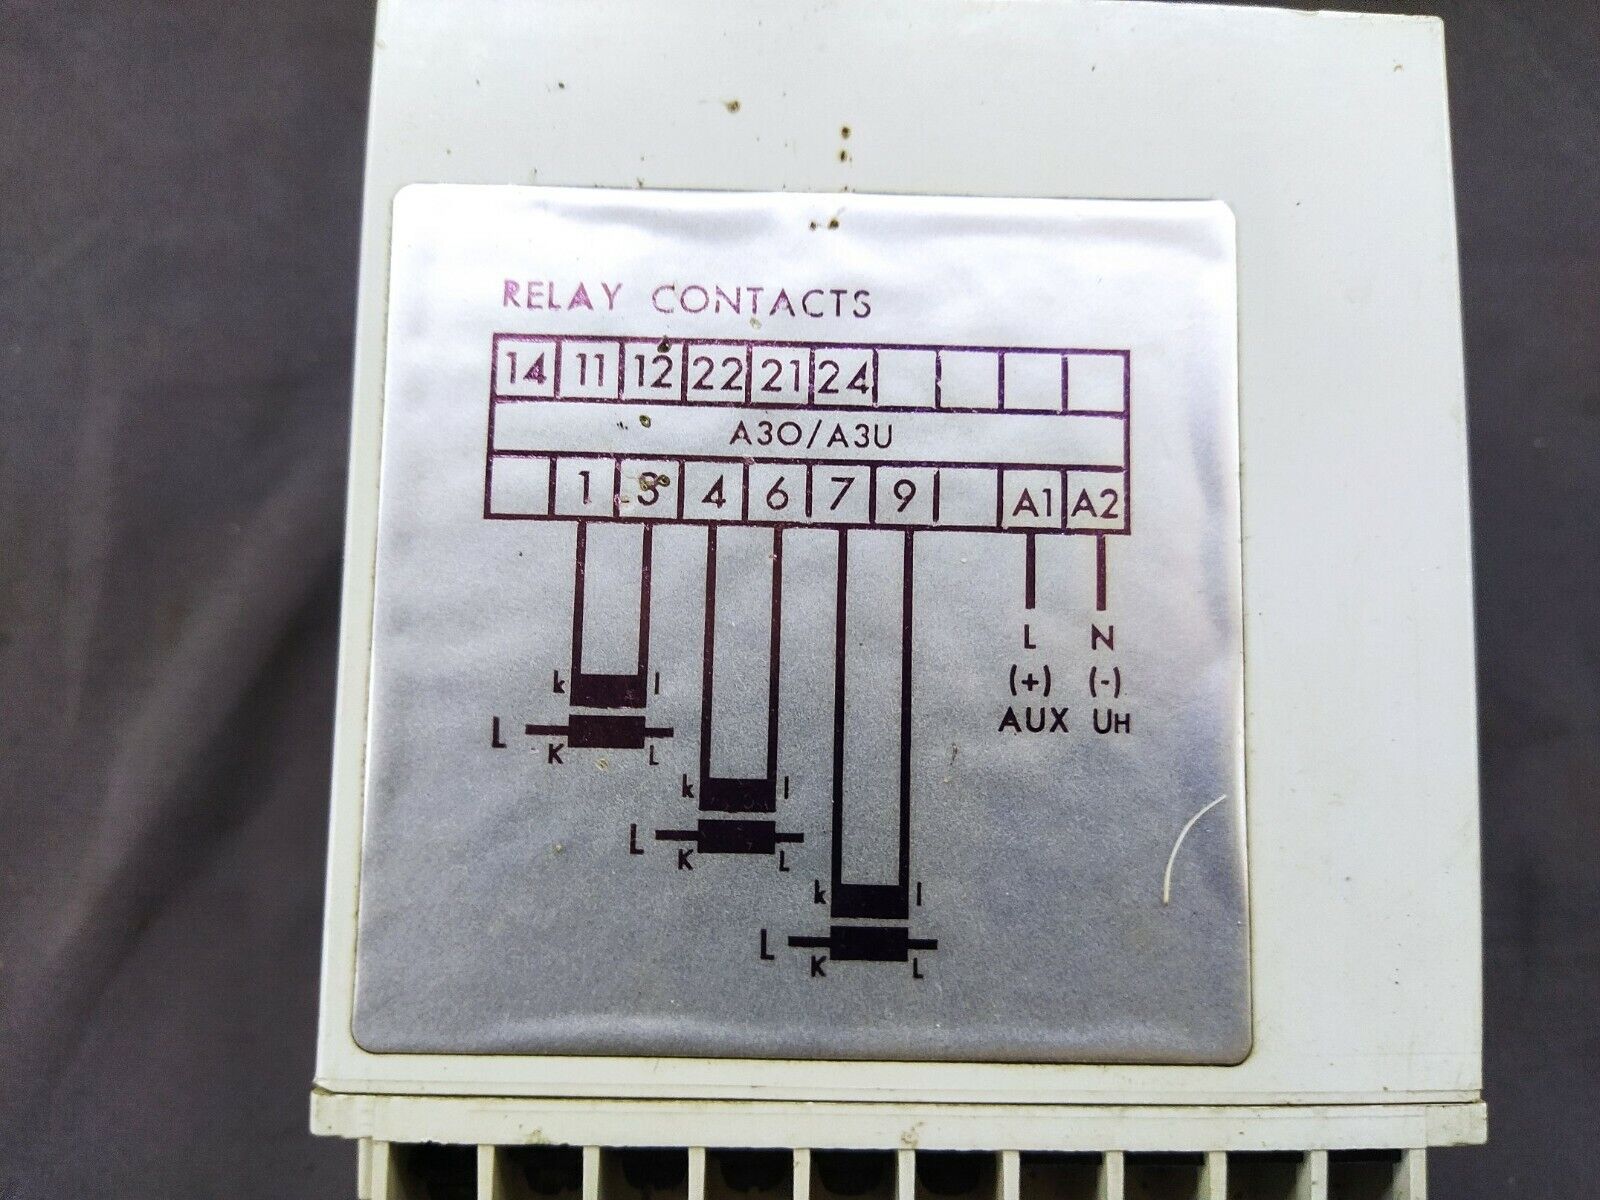 RELAY CONTACTS
14 11 12 22 21 24
A3O/A3U
1 3 4 6 7 9 A1 A2
L N
(+) (-)
AUX UH
k l
L K L
k l
L K L
k l
L K L